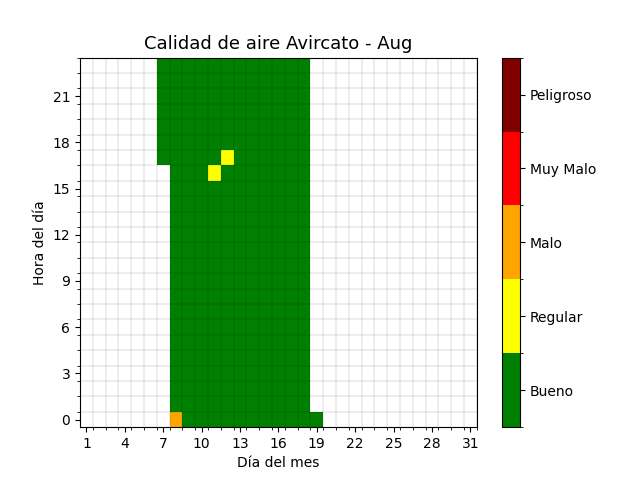 Calidad de aire Avircato - Aug
Hora del día
21
18
15
12
9
6
3
0
1 4 7 10 13 16 19 22 25 28 31
Día del mes
Peligroso
Muy Malo
Malo
Regular
Bueno